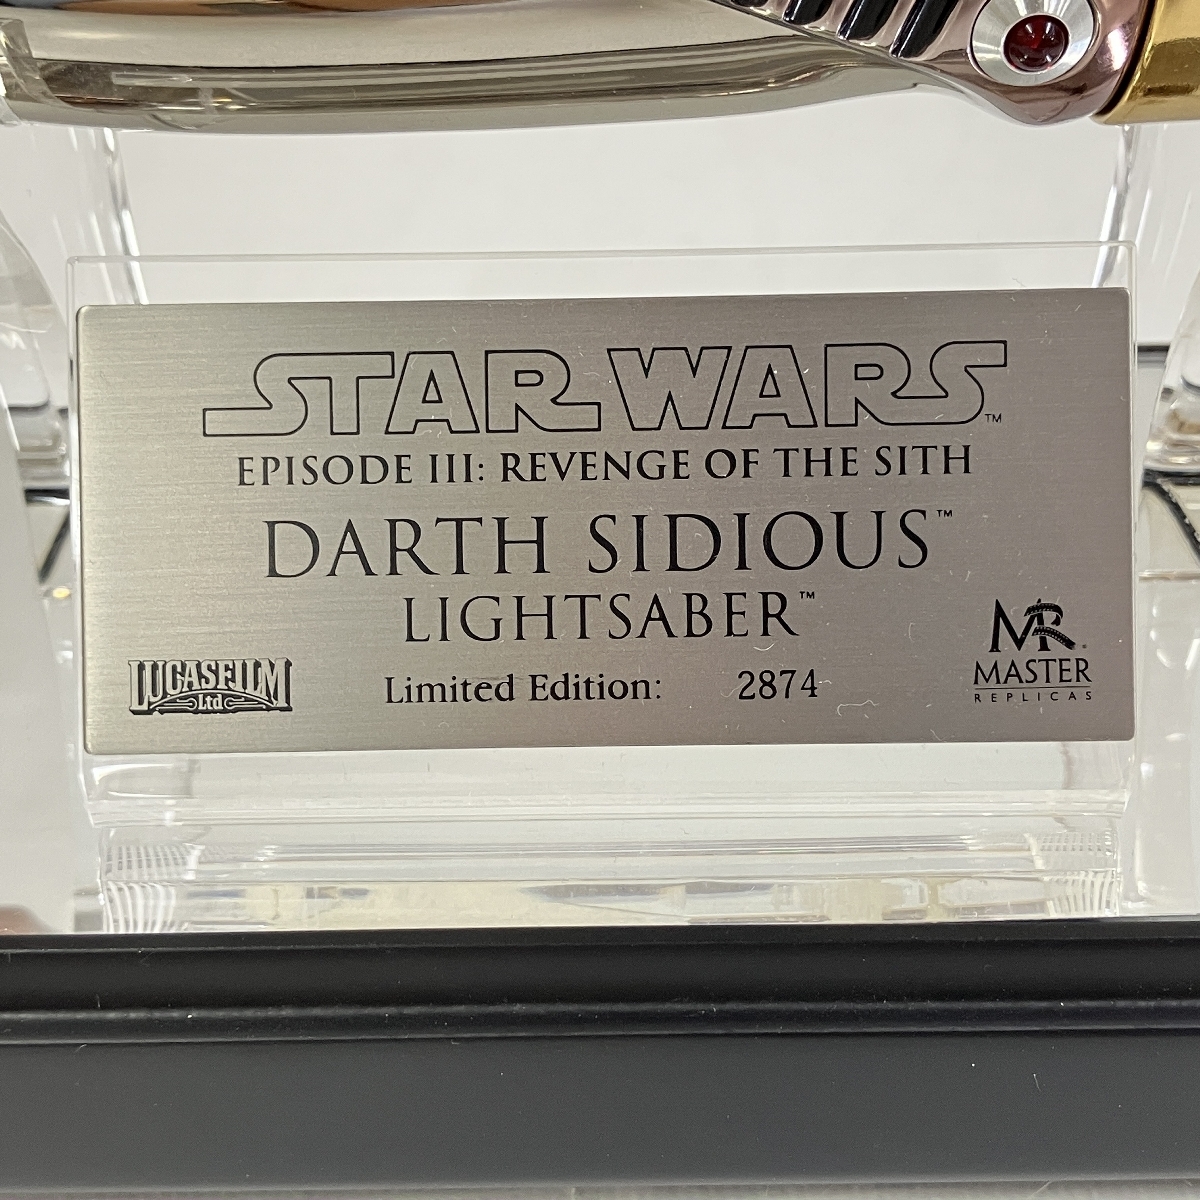 STAR WARS™
EPISODE III: REVENGE OF THE SITH
DARTH SIDIOUS™
LIGHTSABER™
Limited Edition: 2874
LUCASFILM
Ltd
MR
MASTER
REPLICAS